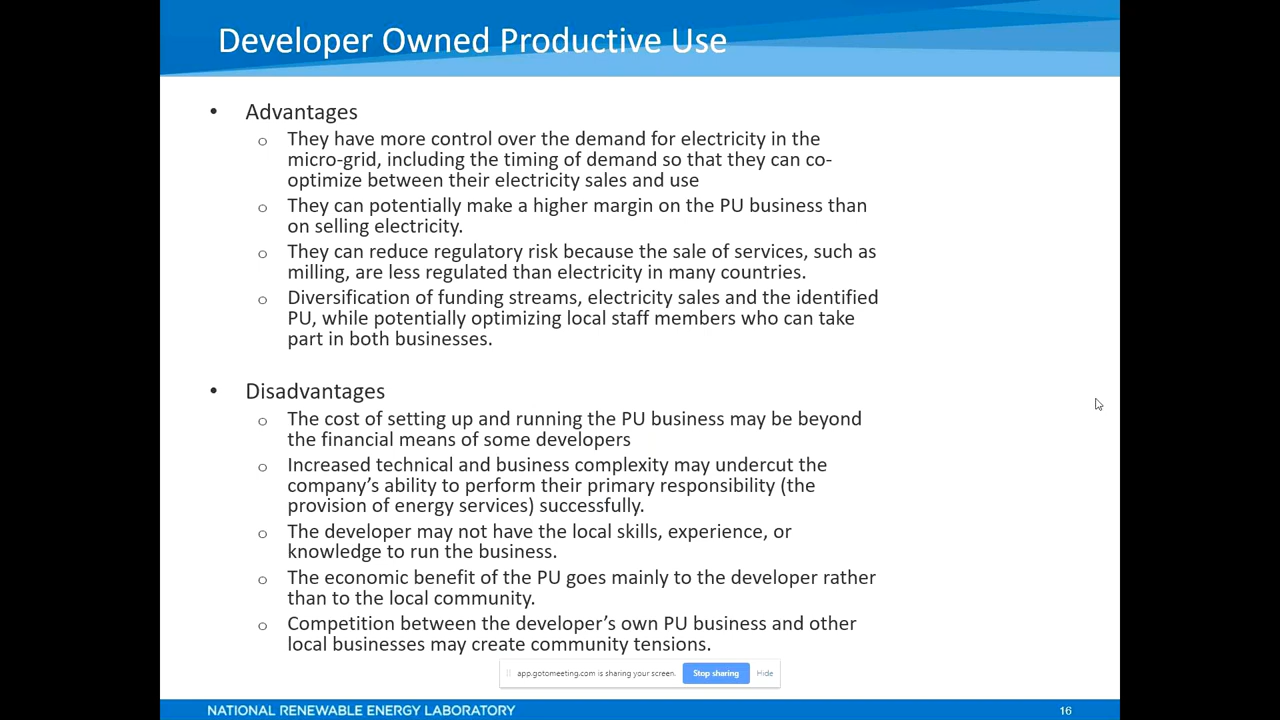 Developer Owned Productive Use
• Advantages
o They have more control over the demand for electricity in the
micro-grid, including the timing of demand so that they can co-
optimize between their electricity sales and use
o They can potentially make a higher margin on the PU business than
on selling electricity.
o They can reduce regulatory risk because the sale of services, such as
milling, are less regulated than electricity in many countries.
o Diversification of funding streams, electricity sales and the identified
PU, while potentially optimizing local staff members who can take
part in both businesses.
• Disadvantages
o The cost of setting up and running the PU business may be beyond
the financial means of some developers
o Increased technical and business complexity may undercut the
company’s ability to perform their primary responsibility (the
provision of energy services) successfully.
o The developer may not have the local skills, experience, or
knowledge to run the business.
o The economic benefit of the PU goes mainly to the developer rather
than to the local community.
o Competition between the developer’s own PU business and other
local businesses may create community tensions.
app.gotomeeting.com is sharing your screen. Stop sharing Hide
NATIONAL RENEWABLE ENERGY LABORATORY 16